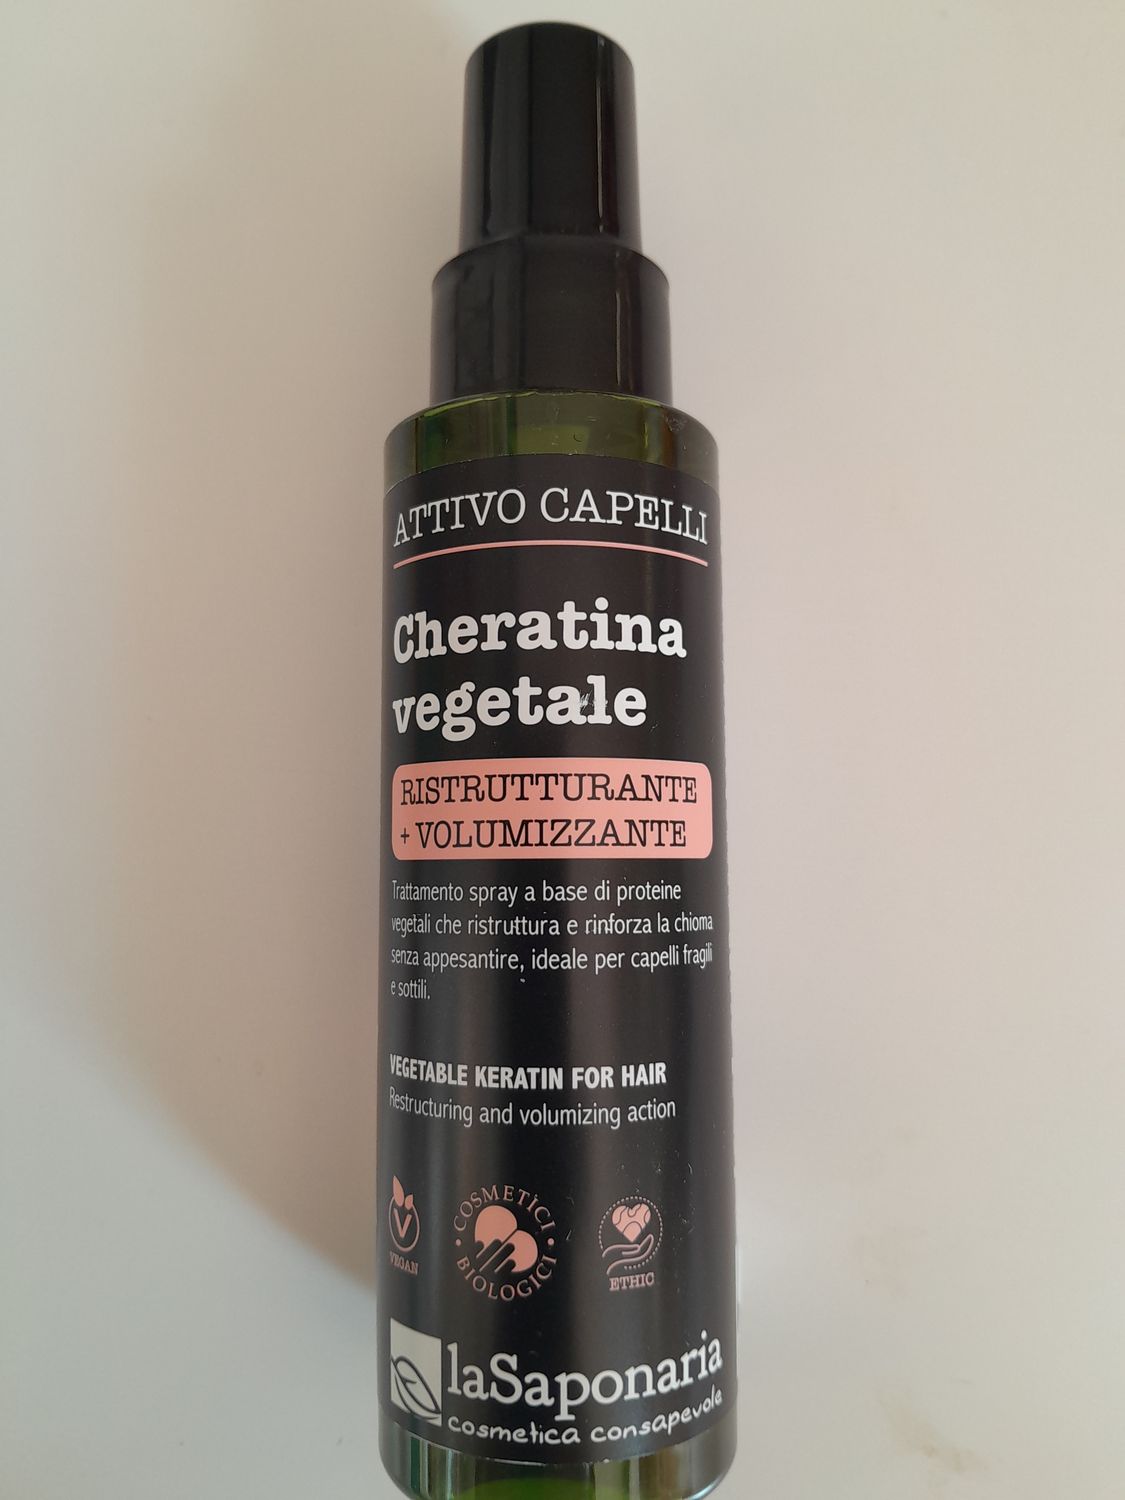 ATTIVO CAPELLI
Cheratina
vegetale
RISTRUTTURANTE
+ VOLUMIZZANTE
Trattamento spray a base di proteine
vegetali che ristruttura e rinforza la chioma
senza appesantire, ideale per capelli fragili
e sottili.
VEGETABLE KERATIN FOR HAIR
Restructuring and volumizing action
V
VEGAN
COSMETICI
BIOLOGICI
ETHIC
laSaponaria
cosmetica consapevole